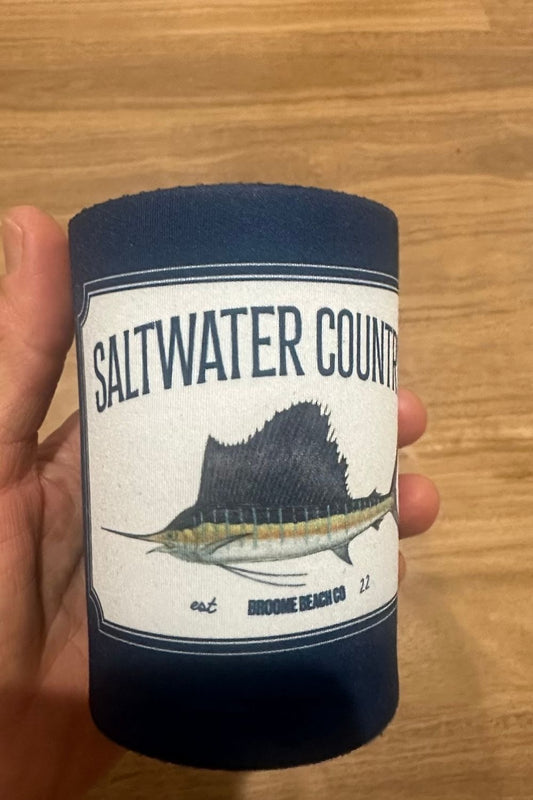 SALTWATER COUNTR
est BROOME BEACH CO 22